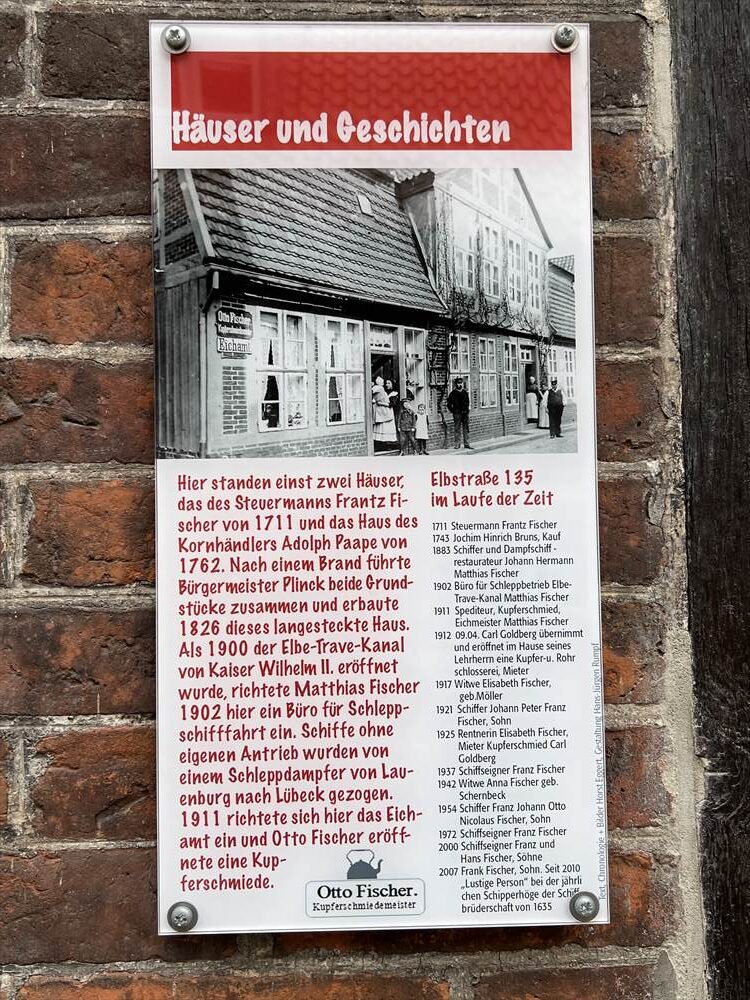 Häuser und Geschichten
Otto Fischer
Eichamt
Hier standen einst zwei Häuser,
das des Steuermanns Frantz Fi-
scher von 1711 und das Haus des
Kornhändlers Adolph Paape von
1762. Nach einem Brand führte
Bürgermeister Plinck beide Grund-
stücke zusammen und erbaute
1826 dieses langesteckte Haus.
Als 1900 der Elbe-Trave-Kanal
von Kaiser Wilhelm II. eröffnet
wurde, richtete Matthias Fischer
1902 hier ein Büro für Schlepp-
schifffahrt ein. Schiffe ohne
eigenen Antrieb wurden von
einem Schleppdampfer von Lau-
enburg nach Lübeck gezogen.
1911 richtete sich hier das Eich-
amt ein und Otto Fischer eröff-
nete eine Kup-
ferschmiede.
Otto Fischer.
Kupferschmiedemeister
Elbstraße 135
im Laufe der Zeit
1711 Steuermann Frantz Fischer
1743 Jochim Hinrich Bruns, Kauf
1883 Schiffer und Dampfschiff-
restaurateur Johann Hermann
Matthias Fischer
1902 Büro für Schleppbetrieb Elbe-
Trave-Kanal Matthias Fischer
1911 Spediteur, Kupferschmied,
Eichmeister Matthias Fischer
1912 09.04. Carl Goldberg übernimmt
und eröffnet im Hause seines
Lehrherrn eine Kupfer-u. Rohr
schlosserei, Mieter
1917 Witwe Elisabeth Fischer,
geb.Möller
1921 Schiffer Johann Peter Franz
Fischer, Sohn
1925 Rentnerin Elisabeth Fischer,
Mieter Kupferschmied Carl
Goldberg
1937 Schiffseigner Franz Fischer
1942 Witwe Anna Fischer geb.
Schernbeck
1954 Schiffer Franz Johann Otto
Nicolaus Fischer, Sohn
1972 Schiffseigner Franz Fischer
2000 Schiffseigner Franz und
Hans Fischer, Söhne
2007 Frank Fischer, Sohn. Seit 2010
„Lustige Person" bei der jährli
chen Schipperhöge der Schiff
brüderschaft von 1635
Text, Chronologie + Bilder Horst Eggert, Gestaltung Hans-Jürgen Rumpf